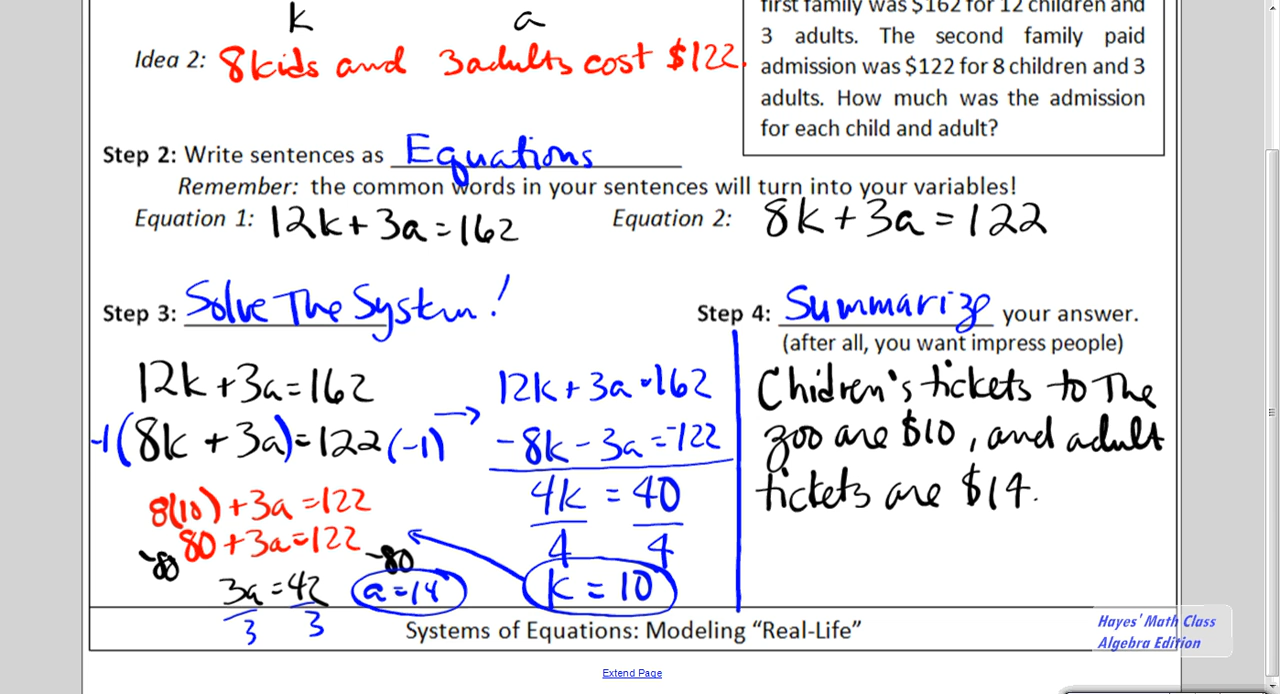 first family was $162 for 12 children and
k a
3 adults. The second family paid
Idea 2: 8kids and 3adults cost $122.
admission was $122 for 8 children and 3
adults. How much was the admission
for each child and adult?
Step 2: Write sentences as Equations
Remember: the common words in your sentences will turn into your variables!
Equation 1: 12k+3a=162 Equation 2: 8k+3a=122
Step 3: Solve The System!
12k+3a=162
-1(8k+3a)=122(-1)
12k+3a=162
-8k-3a=-122
4k=40
4 4
k=10
8(10)+3a=122
80+3a=122
-80 -80
3a=42
3 3
a=14
Step 4: Summarize your answer.
(after all, you want impress people)
Chidren's tickets to The
zoo are $10, and adult
tickets are $14.
Systems of Equations: Modeling “Real-Life”
Hayes' Math Class
Algebra Edition
Extend Page